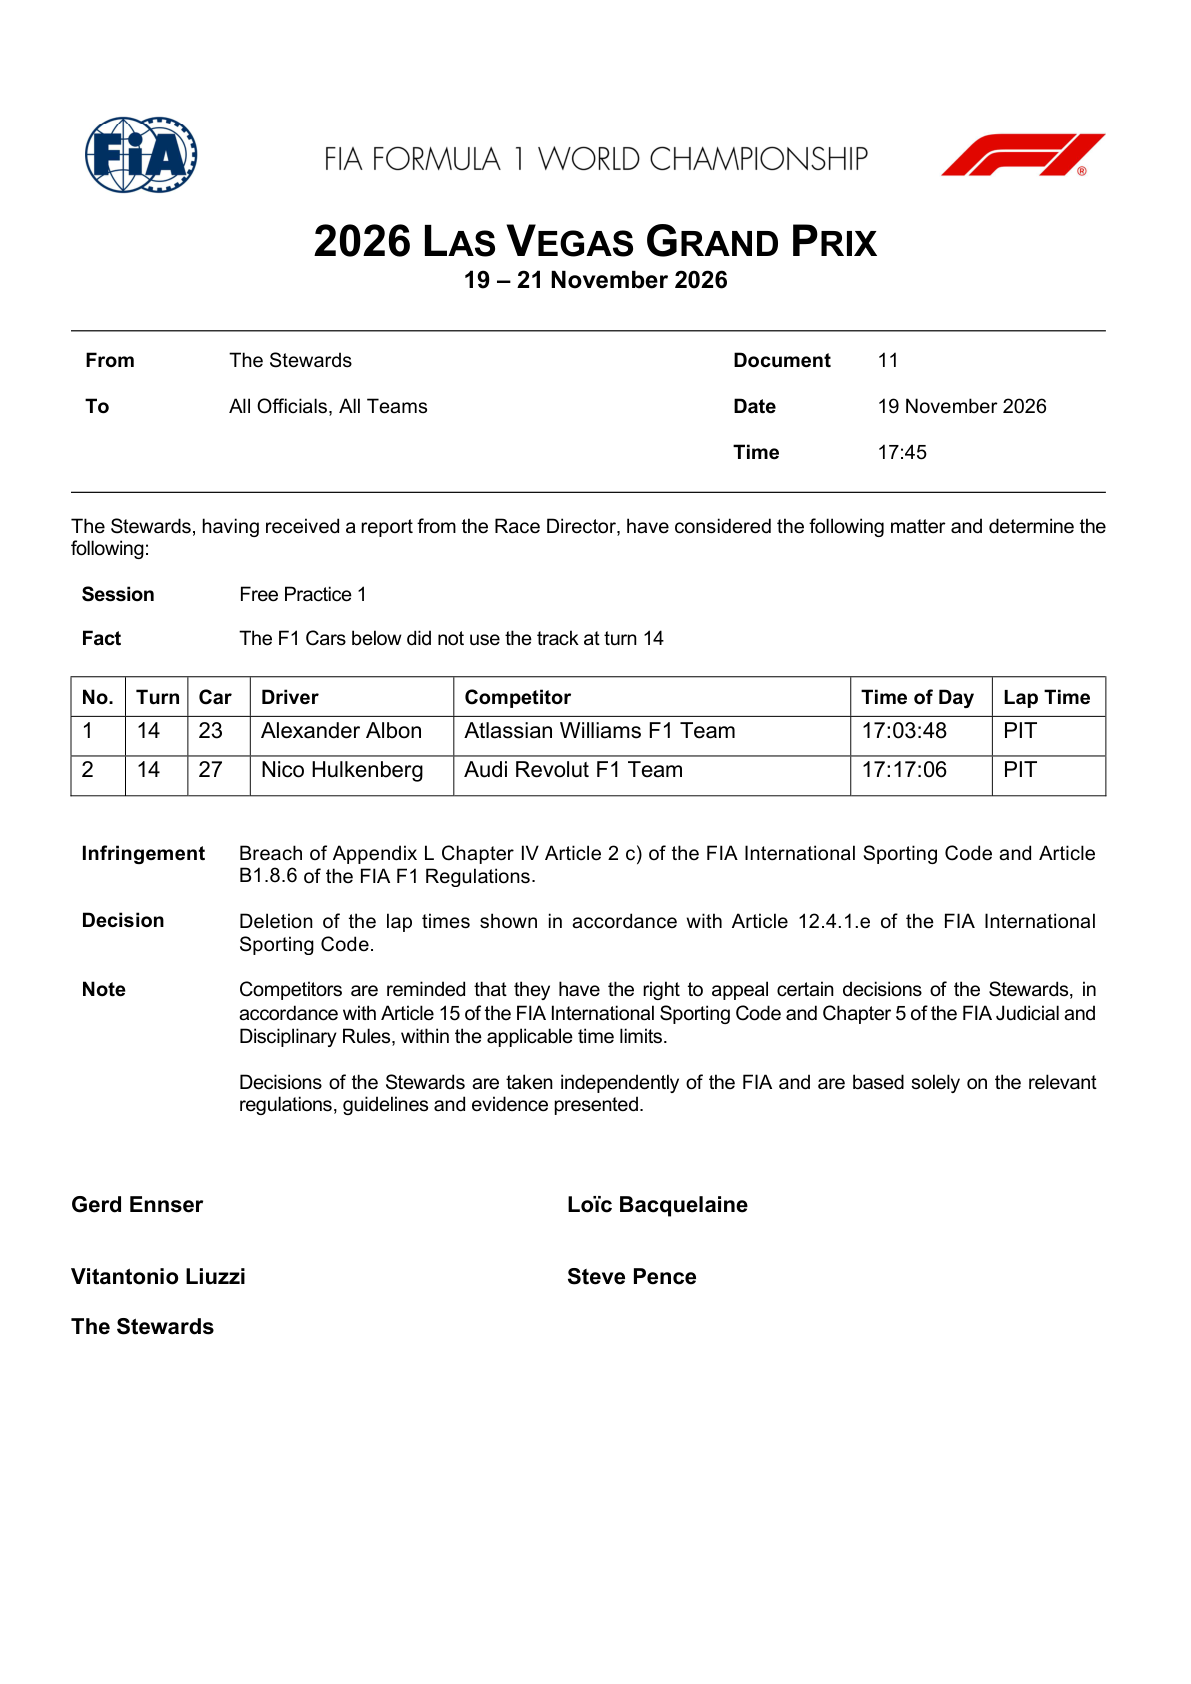 FIA
FIA FORMULA 1 WORLD CHAMPIONSHIP
F1®
2026 LAS VEGAS GRAND PRIX
19 – 21 November 2026
From The Stewards Document 11
To All Officials, All Teams Date 19 November 2026
Time 17:45
The Stewards, having received a report from the Race Director, have considered the following matter and determine the
following:
Session Free Practice 1
Fact The F1 Cars below did not use the track at turn 14
No. Turn Car Driver Competitor Time of Day Lap Time
1 14 23 Alexander Albon Atlassian Williams F1 Team 17:03:48 PIT
2 14 27 Nico Hulkenberg Audi Revolut F1 Team 17:17:06 PIT
Infringement Breach of Appendix L Chapter IV Article 2 c) of the FIA International Sporting Code and Article
B1.8.6 of the FIA F1 Regulations.
Decision Deletion of the lap times shown in accordance with Article 12.4.1.e of the FIA International
Sporting Code.
Note Competitors are reminded that they have the right to appeal certain decisions of the Stewards, in
accordance with Article 15 of the FIA International Sporting Code and Chapter 5 of the FIA Judicial and
Disciplinary Rules, within the applicable time limits.
Decisions of the Stewards are taken independently of the FIA and are based solely on the relevant
regulations, guidelines and evidence presented.
Gerd Ennser Loïc Bacquelaine
Vitantonio Liuzzi Steve Pence
The Stewards